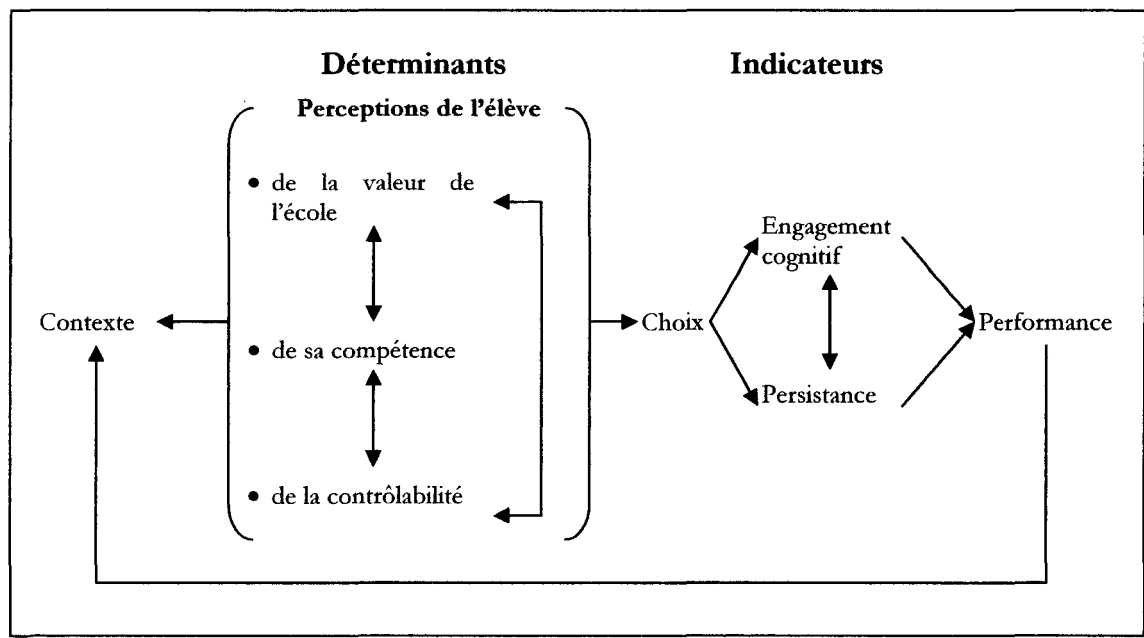 Déterminants
Indicateurs
Perceptions de l'élève
• de la valeur de
l'école
Engagement
cognitif
Contexte
Choix
Performance
• de sa compétence
Persistance
• de la contrôlabilité